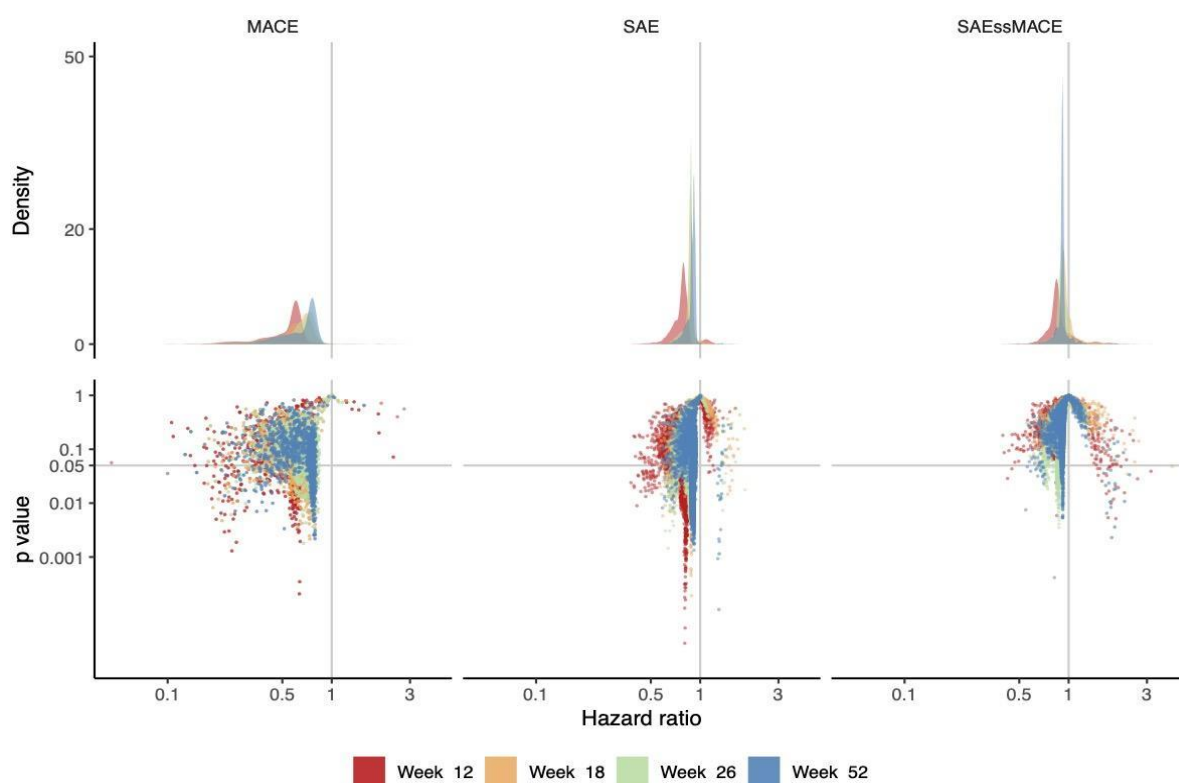 MACE SAE SAEssMACE
50
20
0
Density
1
0.1
0.05
0.01
0.001
p value
0.1 0.5 1 3 0.1 0.5 1 3 0.1 0.5 1 3
Hazard ratio
Week 12 Week 18 Week 26 Week 52